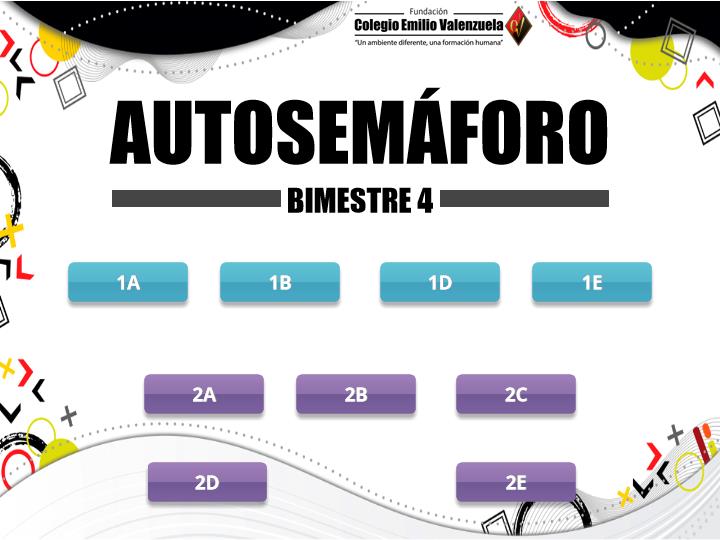 Fundación
Colegio Emilio Valenzuela
"Un ambiente diferente, una formación humana"
AUTOSEMÁFORO
BIMESTRE 4
1A 1B 1D 1E
2A 2B 2C
2D 2E